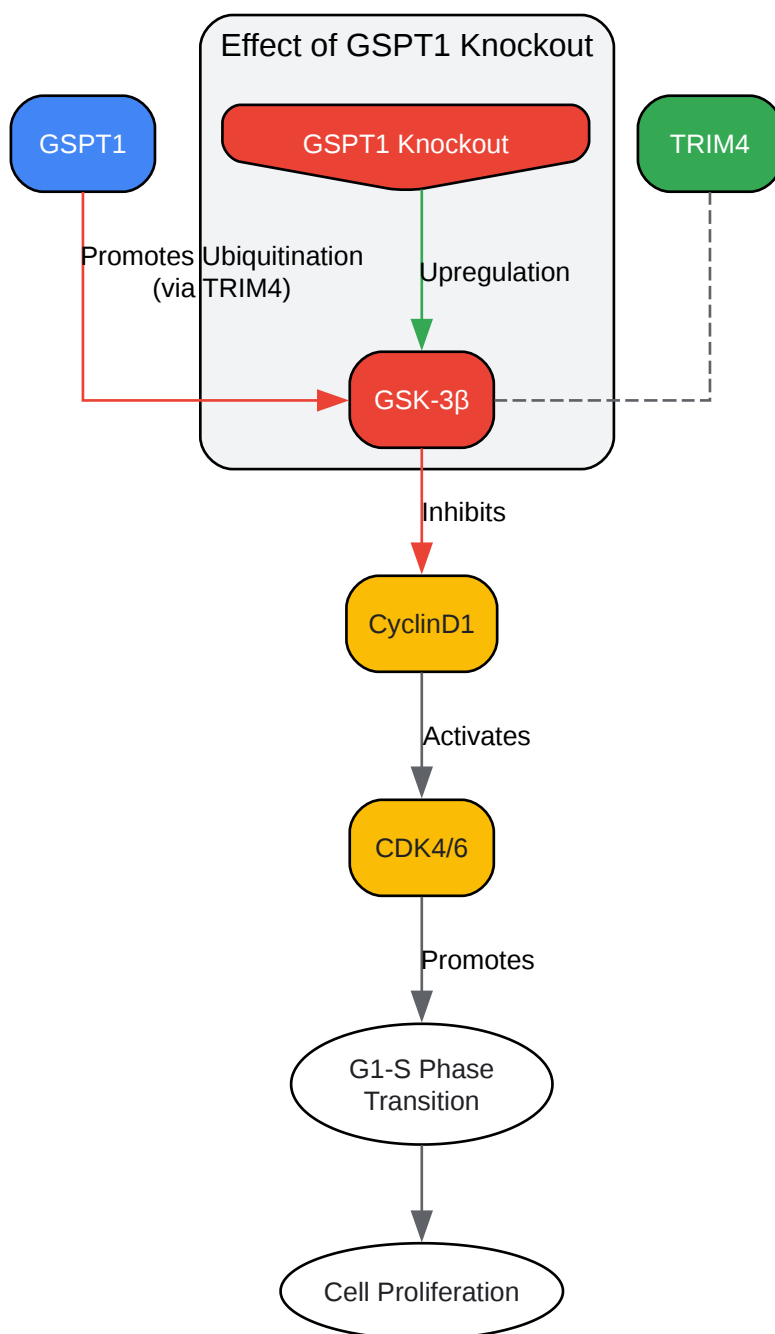 Effect of GSPT1 Knockout
GSPT1
GSPT1 Knockout
TRIM4
Promotes Ubiquitination
(via TRIM4)
Upregulation
GSK-3β
Inhibits
CyclinD1
Activates
CDK4/6
Promotes
G1-S Phase
Transition
Cell Proliferation